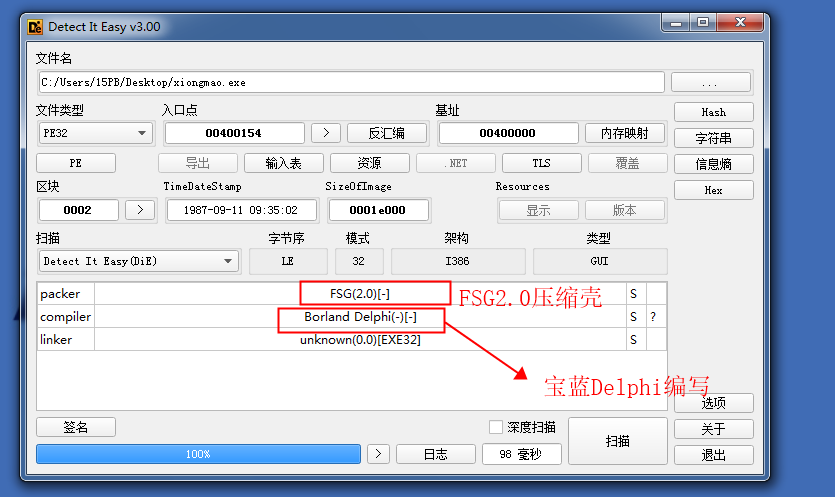 Detect It Easy v3.00
文件名
C:/Users/15PB/Desktop/xiongmao.exe ...
文件类型 入口点 基址
PE32 00400154 > 反汇编 00400000 内存映射
Hash
字符串
信息熵
Hex
PE 导出 输入表 资源 .NET TLS 覆盖
区块 TimeDateStamp SizeOfImage Resources
0002 > 1987-09-11 09:35:02 0001e000 显示 版本
扫描 字节序 模式 架构 类型
Detect It Easy(DiE) LE 32 I386 GUI
packer FSG(2.0)[-] S
FSG2.0压缩壳
compiler Borland Delphi(-)[-] S ?
linker unknown(0.0)[EXE32] S
宝蓝Delphi编写
选项
签名 深度扫描 扫描 关于
100% > 日志 98 毫秒 退出